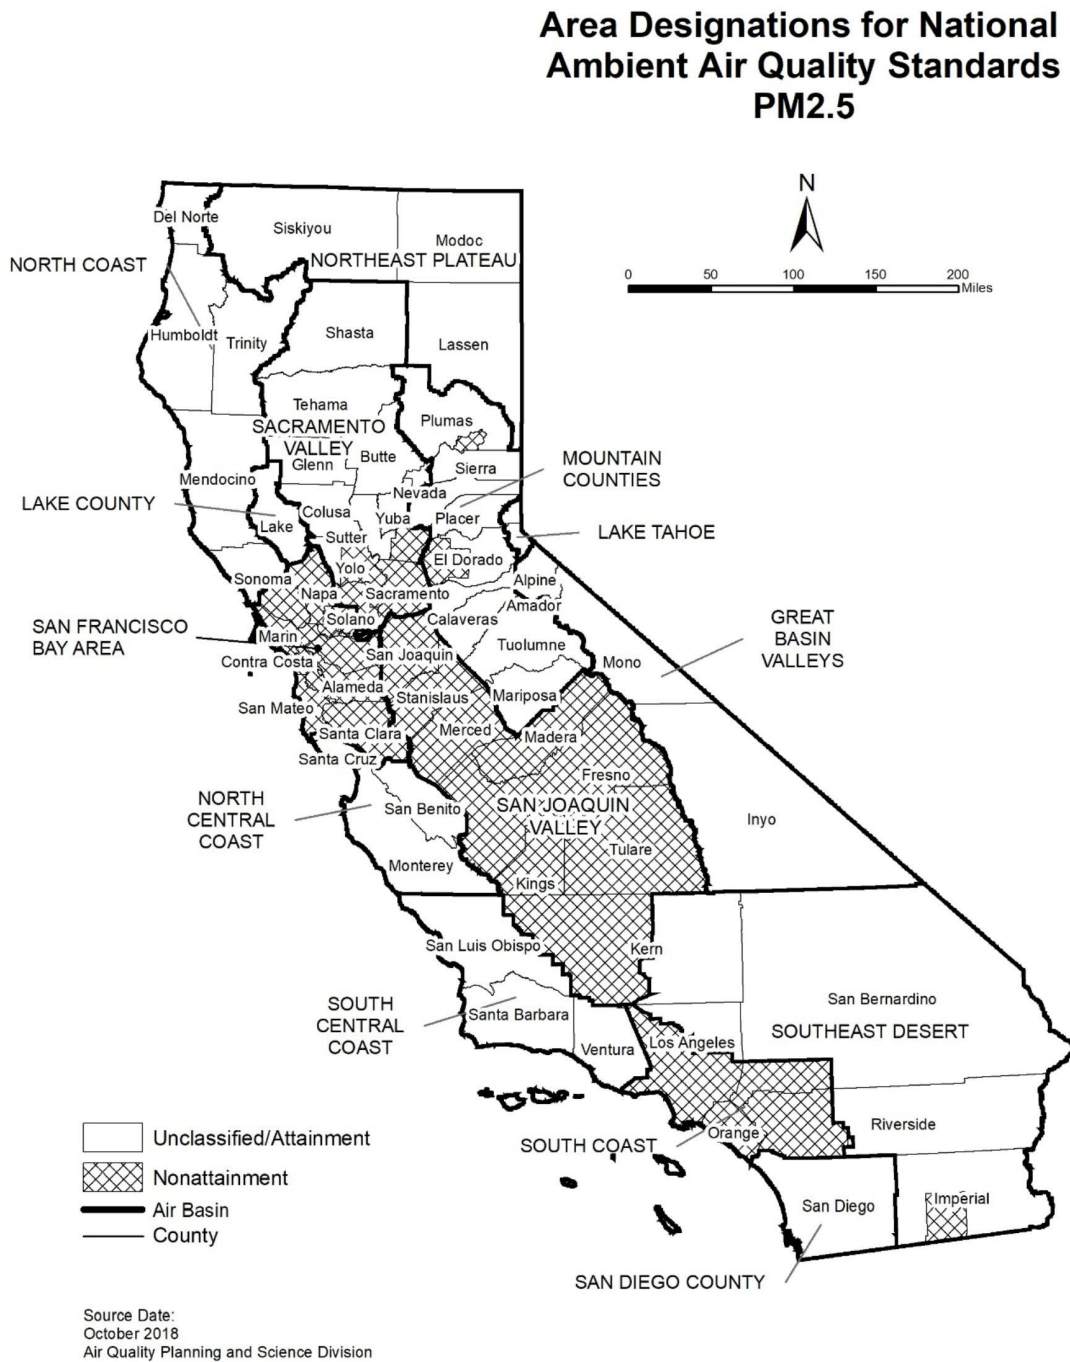 Area Designations for National
Ambient Air Quality Standards
PM2.5
N
0 50 100 150 200
Miles
Del Norte
Siskiyou
Modoc
NORTH COAST
NORTHEAST PLATEAU
Humboldt
Trinity
Shasta
Lassen
Tehama
Plumas
SACRAMENTO
VALLEY
Butte
Glenn
Sierra
MOUNTAIN
COUNTIES
Mendocino
Nevada
LAKE COUNTY
Lake
Colusa
Yuba
Placer
LAKE TAHOE
Sutter
El Dorado
Yolo
Sonoma
Napa
Sacramento
Alpine
Amador
SAN FRANCISCO
BAY AREA
Marin
Solano
Calaveras
GREAT
BASIN
VALLEYS
Tuolumne
Contra Costa
San Joaquin
Mono
Alameda
Stanislaus
Mariposa
San Mateo
Santa Clara
Merced
Madera
Santa Cruz
Fresno
NORTH
CENTRAL
COAST
San Benito
SAN JOAQUIN
VALLEY
Inyo
Tulare
Monterey
Kings
San Luis Obispo
Kern
SOUTH
CENTRAL
COAST
Santa Barbara
San Bernardino
SOUTHEAST DESERT
Ventura
Los Angeles
SOUTH COAST
Orange
Riverside
San Diego
Imperial
SAN DIEGO COUNTY
Unclassified/Attainment
Nonattainment
Air Basin
County
Source Date:
October 2018
Air Quality Planning and Science Division